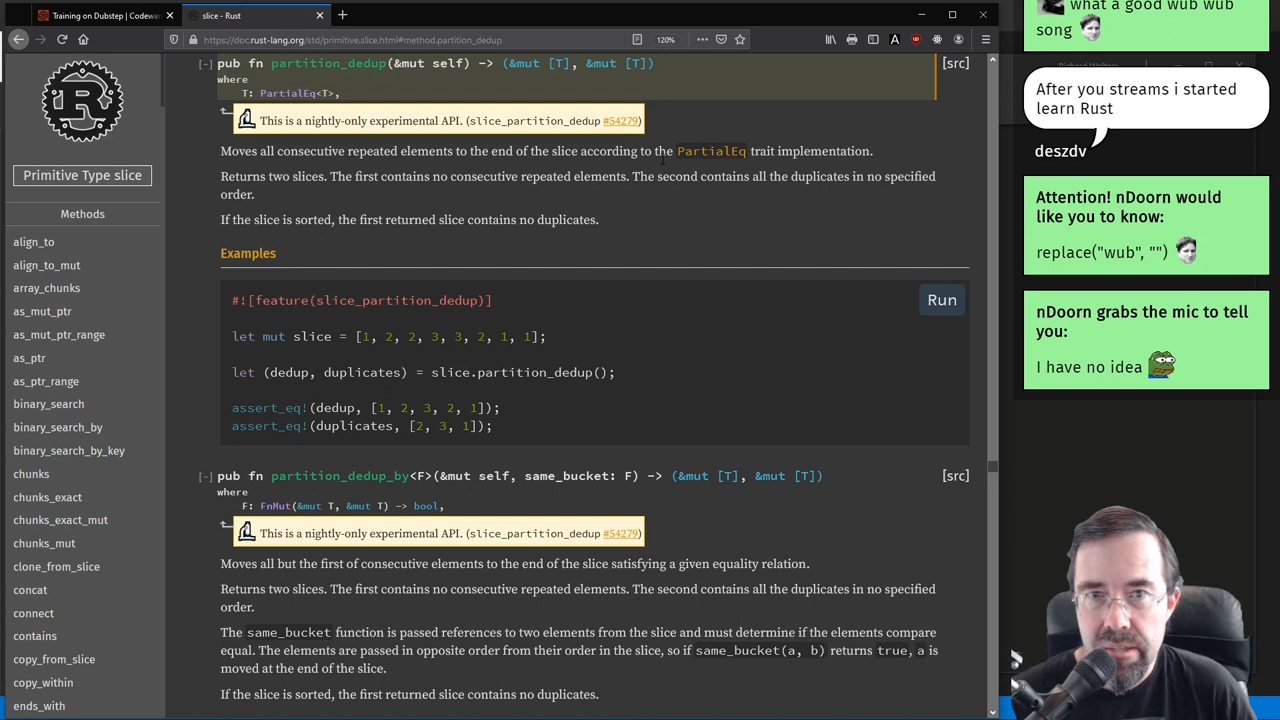 Training on Dubstep | Codewa
slice - Rust
https://doc.rust-lang.org/std/primitive.slice.html#method.partition_dedup
120%
Primitive Type slice
Methods
align_to
align_to_mut
array_chunks
as_mut_ptr
as_mut_ptr_range
as_ptr
as_ptr_range
binary_search
binary_search_by
binary_search_by_key
chunks
chunks_exact
chunks_exact_mut
chunks_mut
clone_from_slice
concat
connect
contains
copy_from_slice
copy_within
ends_with
[-] pub fn partition_dedup(&mut self) -> (&mut [T], &mut [T]) [src]
where
T: PartialEq<T>,
This is a nightly-only experimental API. (slice_partition_dedup #54279)
Moves all consecutive repeated elements to the end of the slice according to the PartialEq trait implementation.
Returns two slices. The first contains no consecutive repeated elements. The second contains all the duplicates in no specified
order.
If the slice is sorted, the first returned slice contains no duplicates.
Examples
#![feature(slice_partition_dedup)]
Run
let mut slice = [1, 2, 2, 3, 3, 2, 1, 1];
let (dedup, duplicates) = slice.partition_dedup();
assert_eq!(dedup, [1, 2, 3, 2, 1]);
assert_eq!(duplicates, [2, 3, 1]);
[-] pub fn partition_dedup_by<F>(&mut self, same_bucket: F) -> (&mut [T], &mut [T]) [src]
where
F: FnMut(&mut T, &mut T) -> bool,
This is a nightly-only experimental API. (slice_partition_dedup #54279)
Moves all but the first of consecutive elements to the end of the slice satisfying a given equality relation.
Returns two slices. The first contains no consecutive repeated elements. The second contains all the duplicates in no specified
order.
The same_bucket function is passed references to two elements from the slice and must determine if the elements compare
equal. The elements are passed in opposite order from their order in the slice, so if same_bucket(a, b) returns true, a is
moved at the end of the slice.
If the slice is sorted, the first returned slice contains no duplicates.
what a good wub wub
song
Richard Walters
After you streams i started
learn Rust
deszdv
Attention! nDoorn would
like you to know:
replace("wub", "")
nDoorn grabs the mic to tell
you:
I have no idea